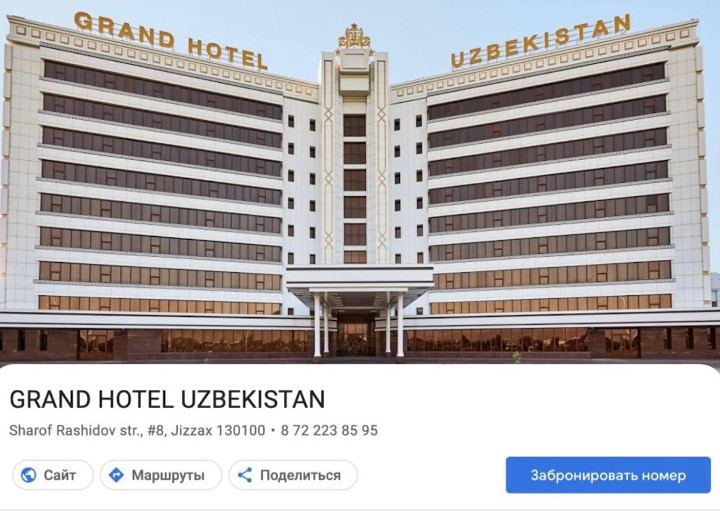 GRAND HOTEL UZBEKISTAN
GRAND HOTEL UZBEKISTAN
Sharof Rashidov str., #8, Jizzax 130100 • 8 72 223 85 95
Сайт Маршруты Поделиться Забронировать номер